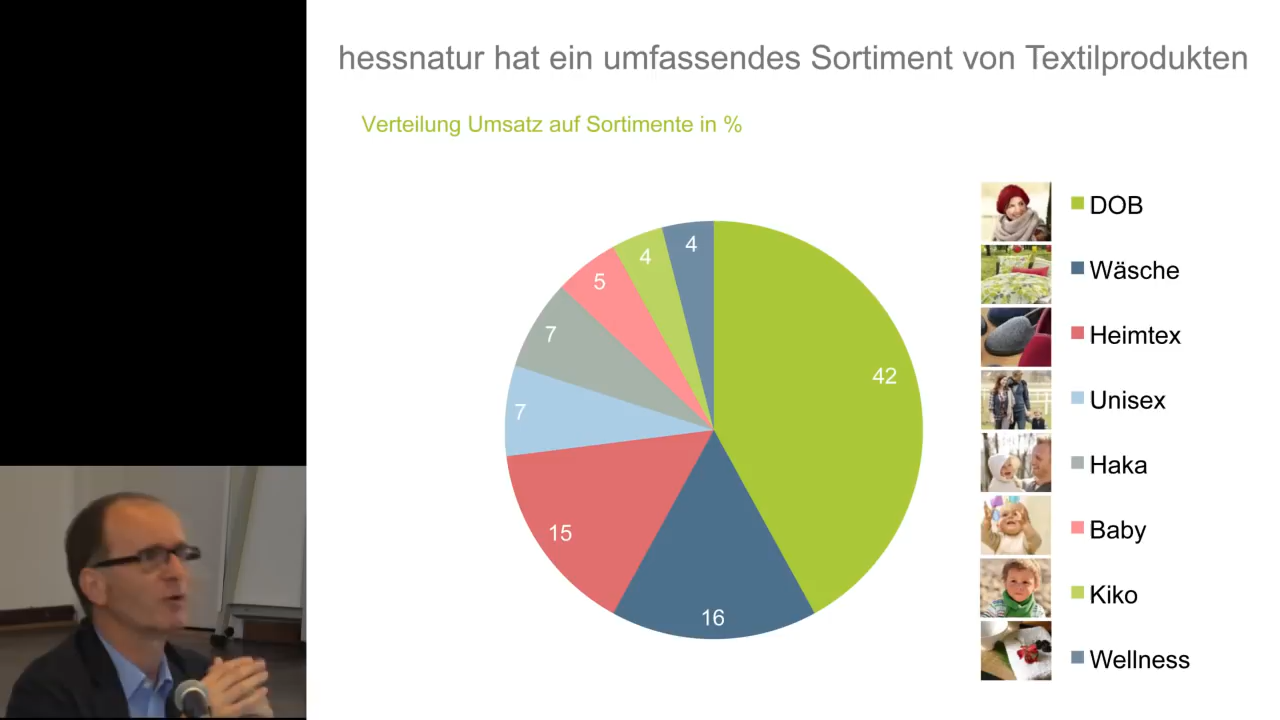 hessnatur hat ein umfassendes Sortiment von Textilprodukten
Verteilung Umsatz auf Sortimente in %
4
4
5
7
7
15
16
42
DOB
Wäsche
Heimtex
Unisex
Haka
Baby
Kiko
Wellness